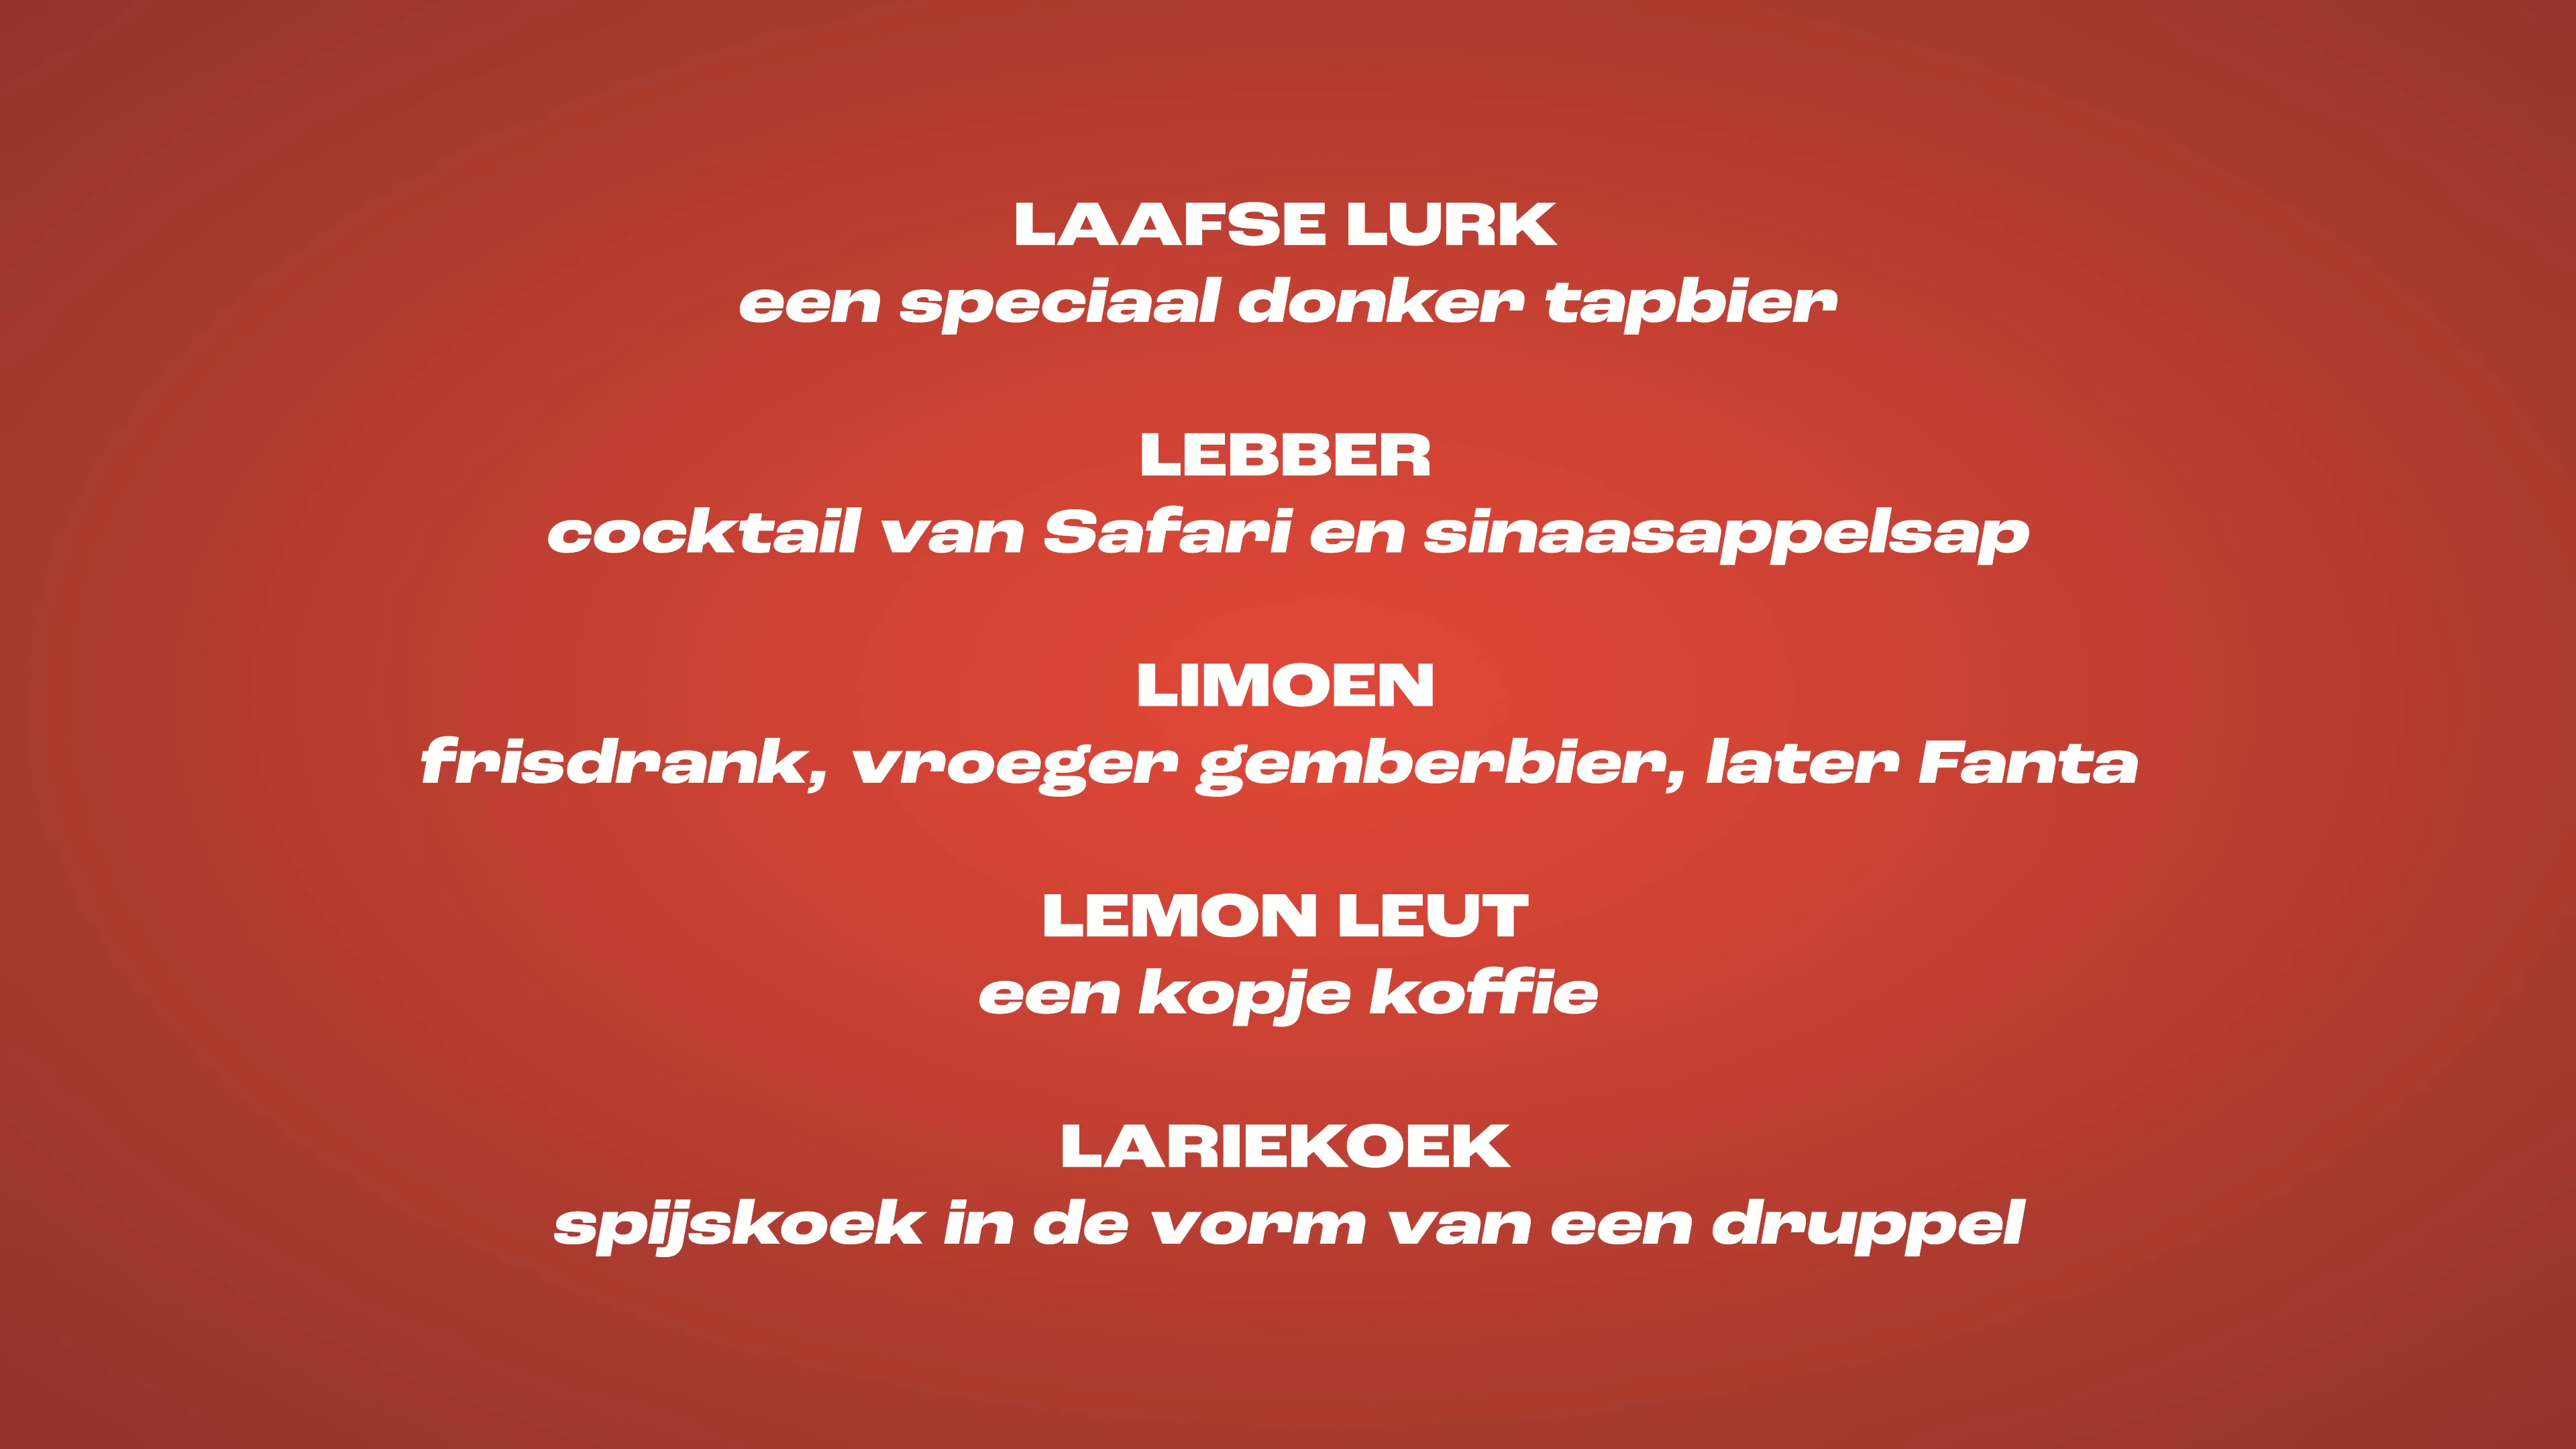 LAAFSE LURK
een speciaal donker tapbier
LEBBER
cocktail van Safari en sinaasappelsap
LIMOEN
frisdrank, vroeger gemberbier, later Fanta
LEMON LEUT
een kopje koffie
LARIEKOEK
spijskoek in de vorm van een druppel